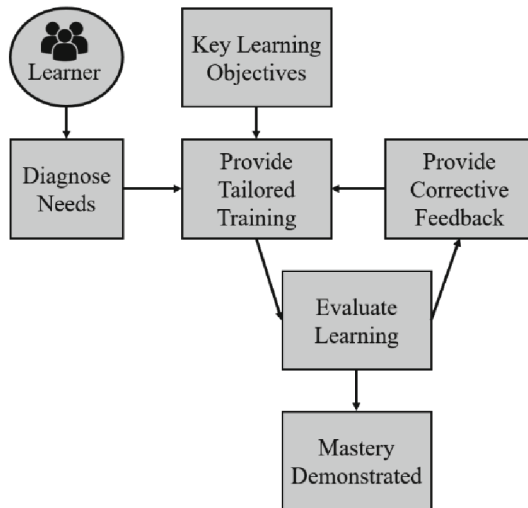 Learner
Key Learning
Objectives
Diagnose
Needs
Provide
Tailored
Training
Provide
Corrective
Feedback
Evaluate
Learning
Mastery
Demonstrated